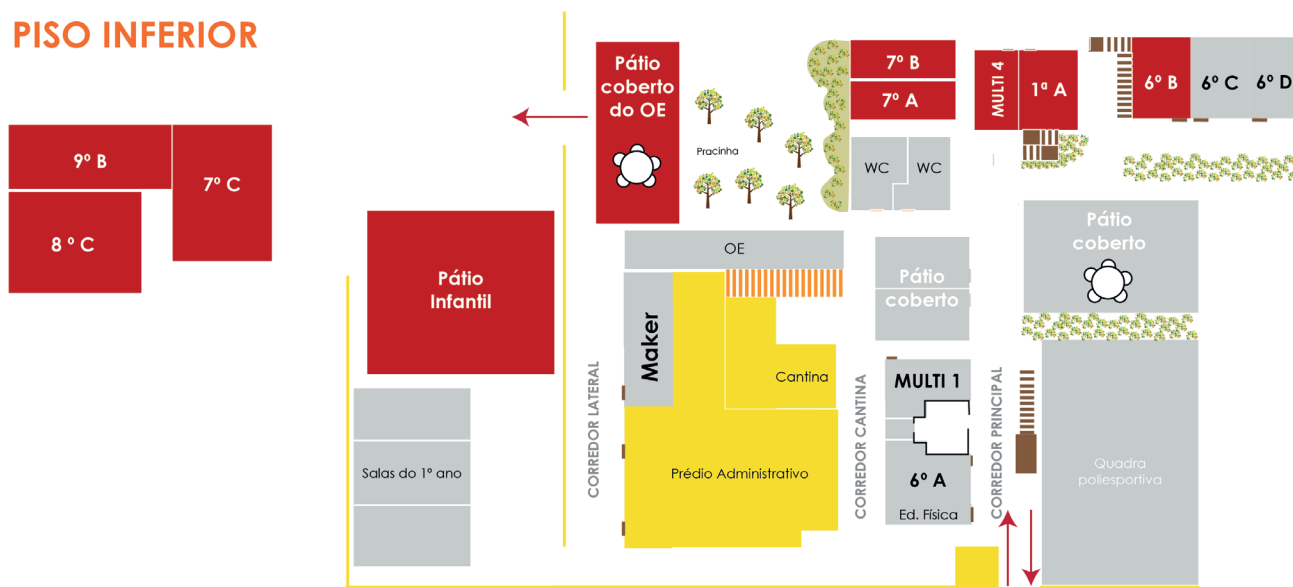 PISO INFERIOR
9º B
7º C
8 º C
Pátio
Infantil
Salas do 1º ano
Pátio
coberto
do OE
Pracinha
7º B
7º A
WC
WC
MULTI 4
1ª A
6º B
6º C
6º D
OE
Maker
Cantina
Prédio Administrativo
CORREDOR LATERAL
CORREDOR CANTINA
CORREDOR PRINCIPAL
Pátio
coberto
MULTI 1
6º A
Ed. Física
Pátio
coberto
Quadra
poliesportiva